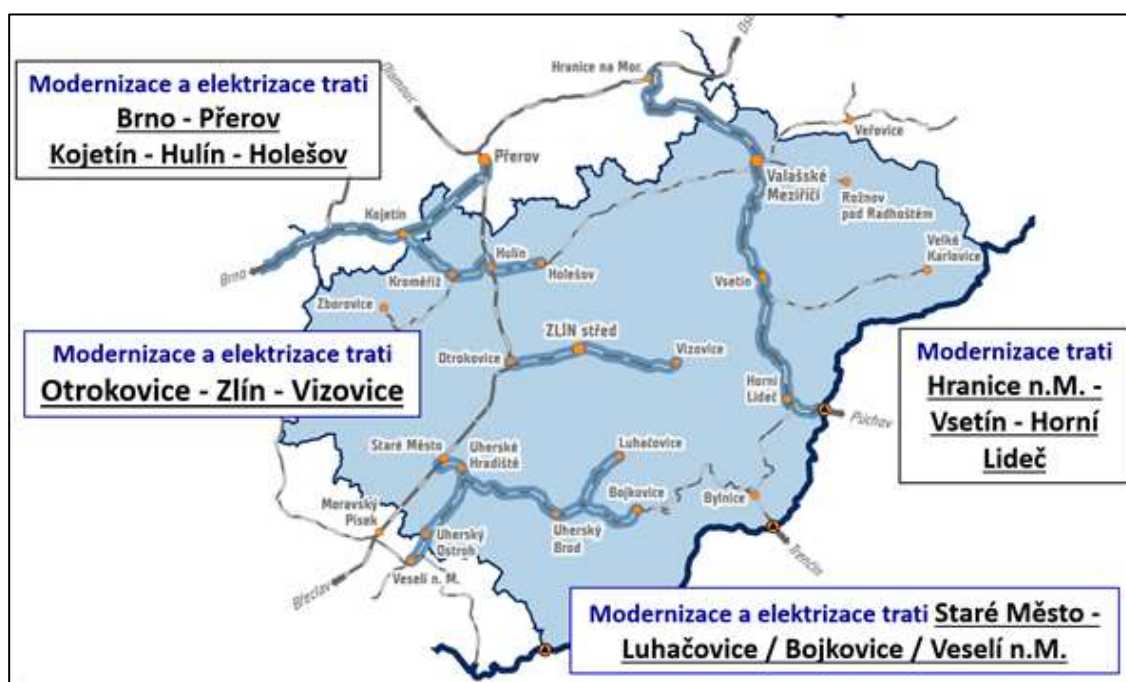 Modernizace a elektrizace trati
Brno - Přerov
Kojetín - Hulín - Holešov
Olomouc
Hranice na Mor.
Přerov
Veřovice
Valašské
Meziříčí
Rožnov
pod Radhoštěm
Kojetín
Hulín
Holešov
Kroměříž
Brno
Zborovice
Velké
Karlovice
Vsetín
Modernizace a elektrizace trati
Otrokovice - Zlín - Vizovice
Otrokovice
ZLÍN střed
Vizovice
Horní
Lideč
Púchov
Modernizace trati
Hranice n.M. -
Vsetín - Horní
Lideč
Staré Město
Uherské
Hradiště
Luhačovice
Bojkovice
Bylnice
Moravský
Písek
Uherský
Ostroh
Uherský
Brod
Trenčín
Veselí n. M.
Břeclav
Modernizace a elektrizace trati Staré Město -
Luhačovice / Bojkovice / Veselí n.M.